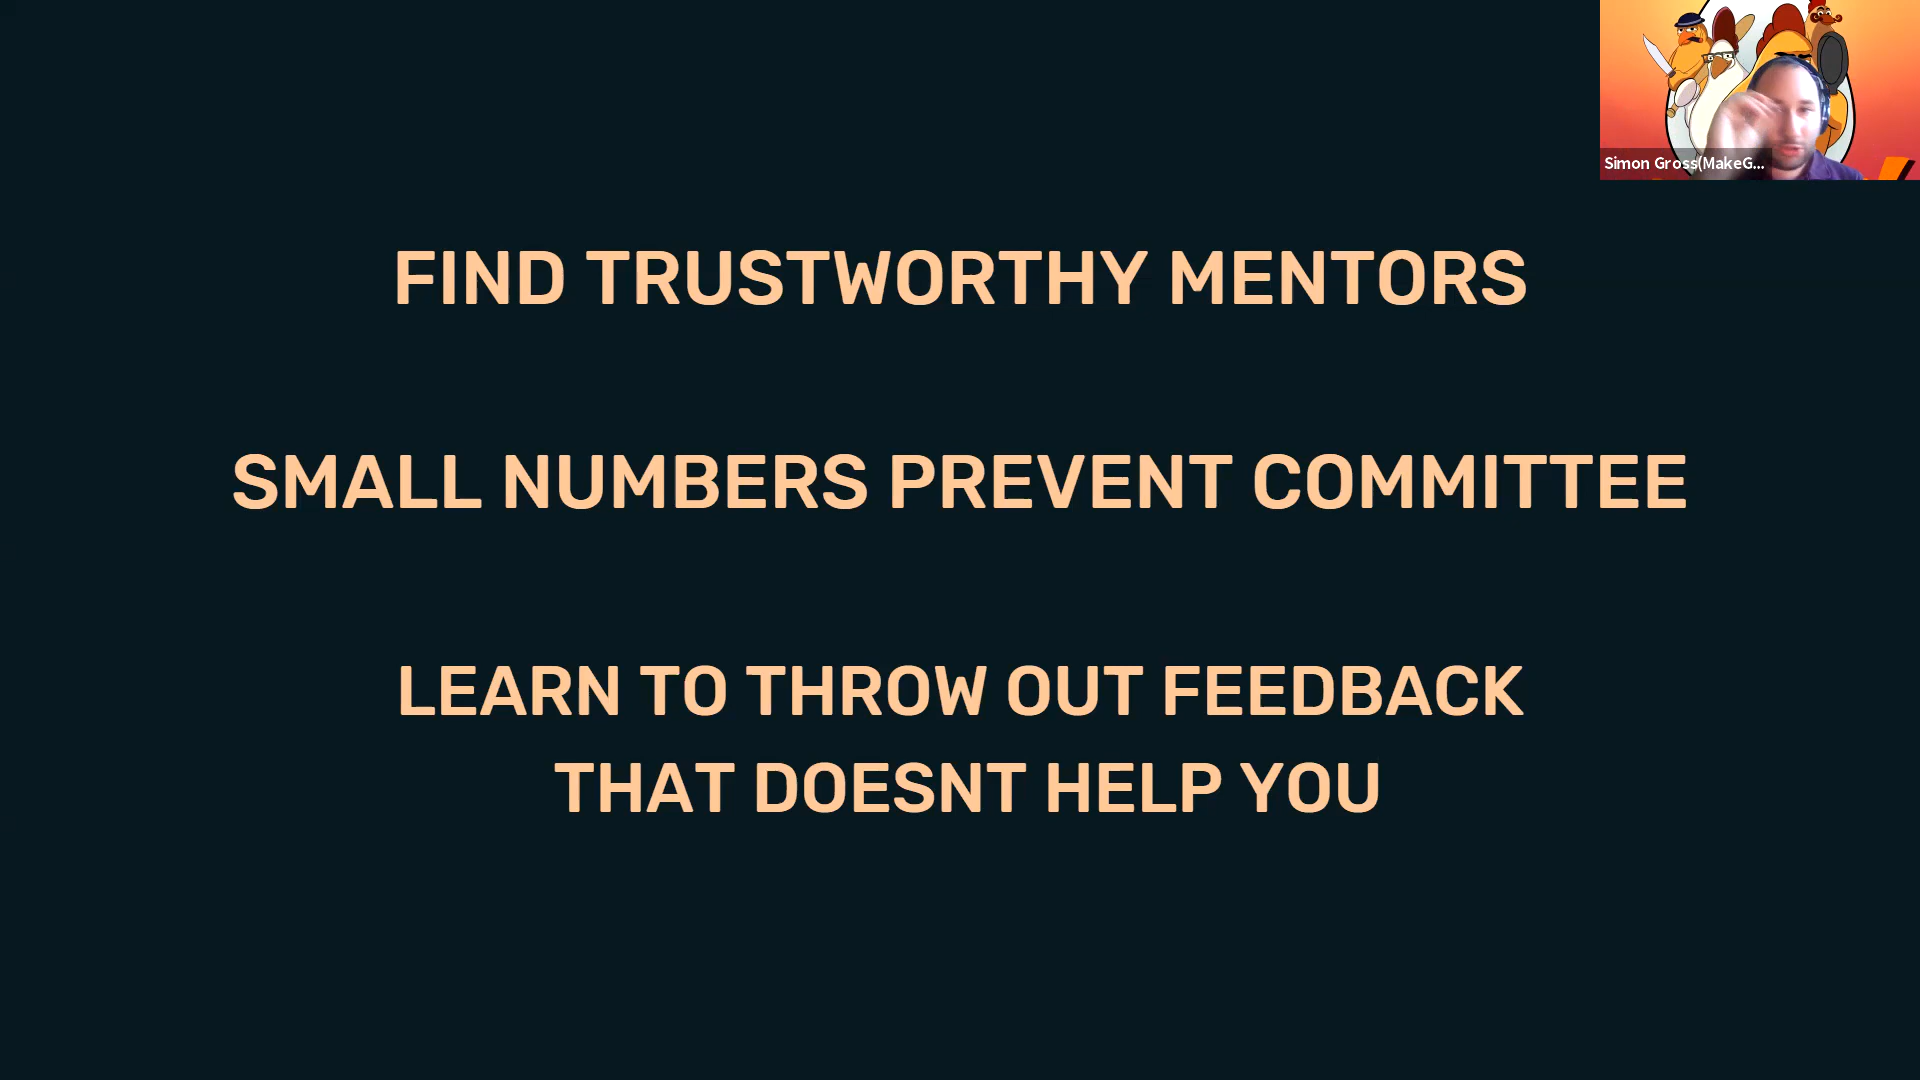 Simon Gross(MakeG...
FIND TRUSTWORTHY MENTORS
SMALL NUMBERS PREVENT COMMITTEE
LEARN TO THROW OUT FEEDBACK
THAT DOESNT HELP YOU